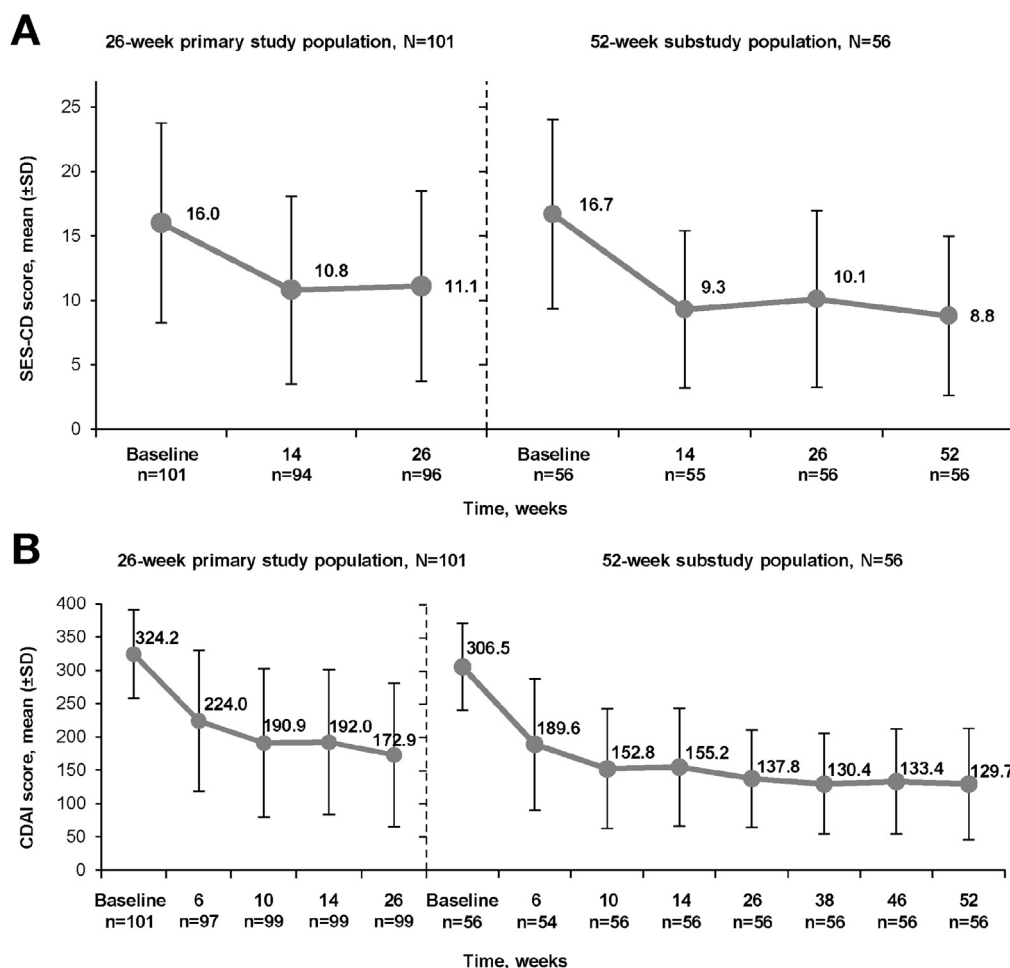 A
26-week primary study population, N=101
52-week substudy population, N=56
SES-CD score, mean (±SD)
25
20
15
10
5
0
16.0
10.8
11.1
16.7
9.3
10.1
8.8
Baseline 14 26 Baseline 14 26 52
n=101 n=94 n=96 n=56 n=55 n=56 n=56
Time, weeks
B
26-week primary study population, N=101
52-week substudy population, N=56
CDAI score, mean (±SD)
400
350
300
250
200
150
100
50
0
324.2
224.0
190.9
192.0
172.9
306.5
189.6
152.8
155.2
137.8
130.4
133.4
129.7
Baseline 6 10 14 26 Baseline 6 10 14 26 38 46 52
n=101 n=97 n=99 n=99 n=99 n=56 n=54 n=56 n=56 n=56 n=56 n=56 n=56
Time, weeks